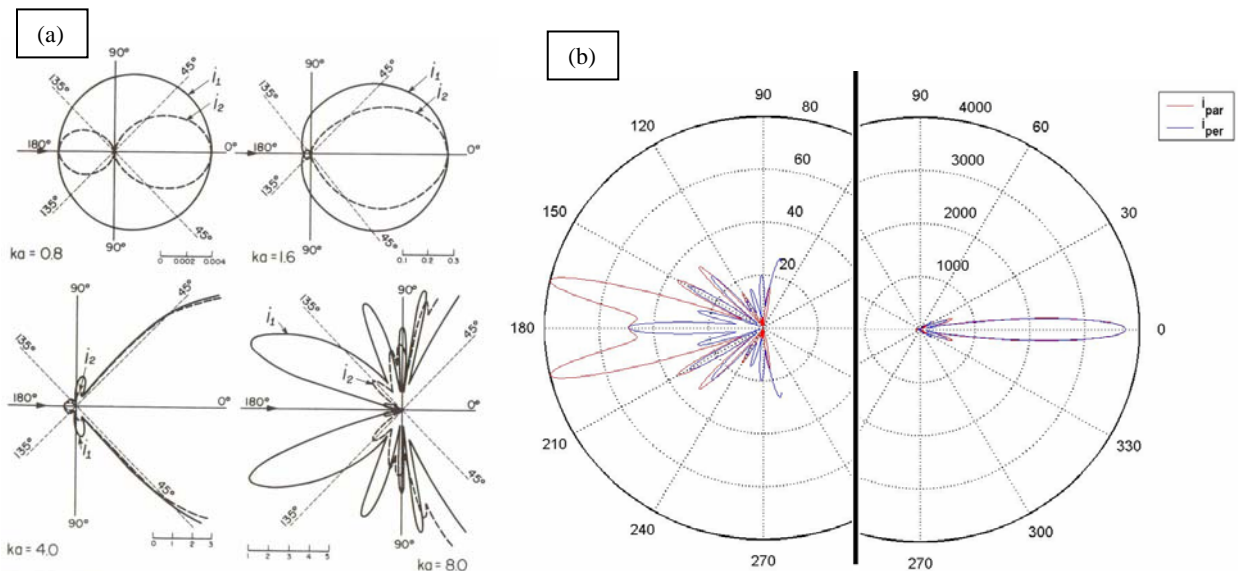 (a)
90°
135°
45°
i₁
i₂
180°
0°
135°
45°
90°
ka = 0.8
0 0.002 0.004
90°
135°
45°
i₁
i₂
180°
0°
135°
45°
90°
ka = 1.6
0.1 0.2 0.3
90°
135°
45°
i₂
180°
0°
i₁
135°
45°
90°
ka = 4.0
0 1 2 3
90°
135°
45°
i₁
i₂
180°
0°
135°
45°
90°
ka = 8.0
1 2 3 4 5
(b)
90 80
120
60
150
40
20
180
210
240
270
90 4000
60
3000
2000
30
1000
0
330
300
270
i_par
i_per